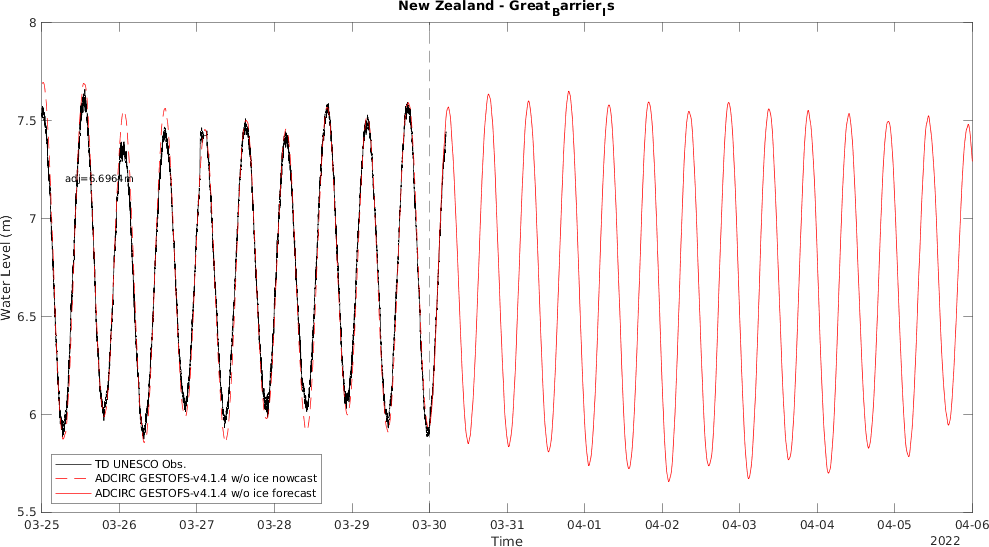 New Zealand - Great_Barrier_Is
8
7.5
7
6.5
6
5.5
Water Level (m)
adj=6.6964m
TD UNESCO Obs.
ADCIRC GESTOFS-v4.1.4 w/o ice nowcast
ADCIRC GESTOFS-v4.1.4 w/o ice forecast
03-25 03-26 03-27 03-28 03-29 03-30 03-31 04-01 04-02 04-03 04-04 04-05 04-06
Time
2022